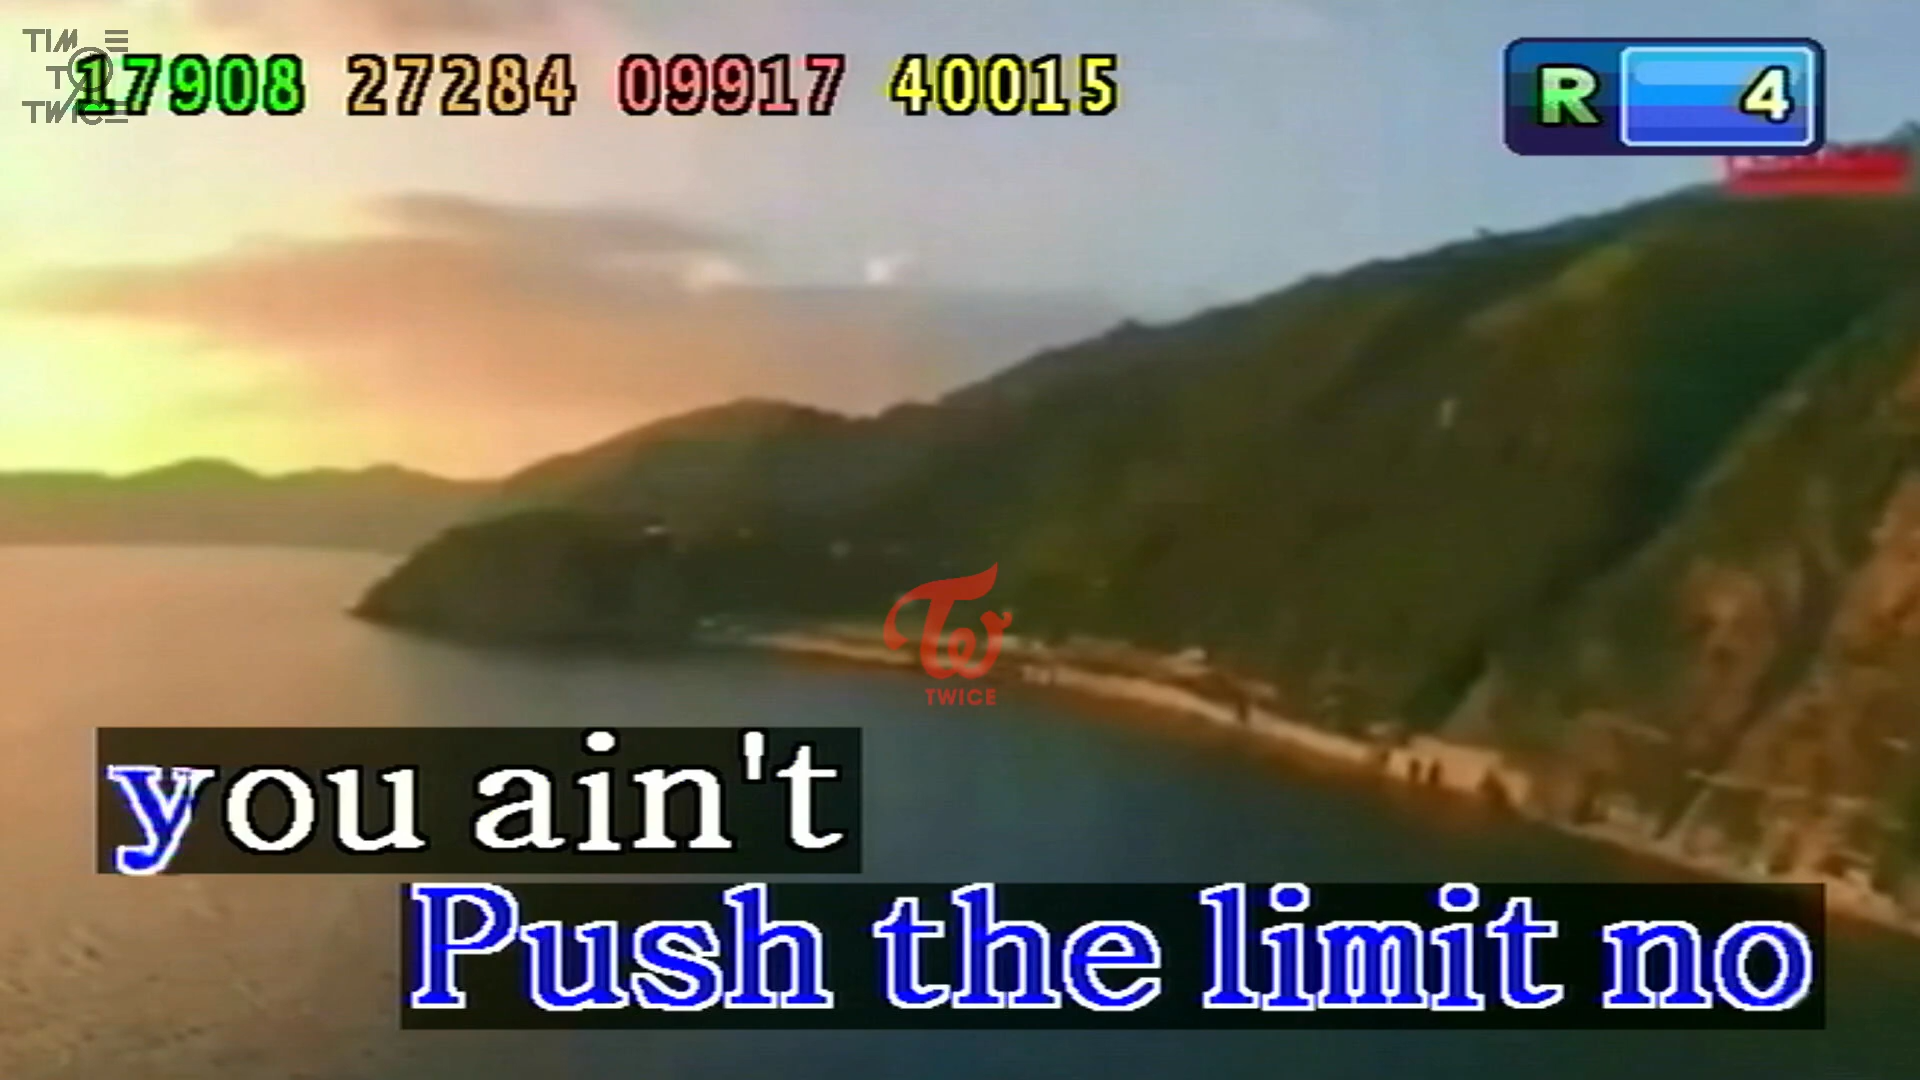 TIME
TO
TWICE
17908 27284 09917 40015
R 4
TWICE
you ain't
Push the limit no